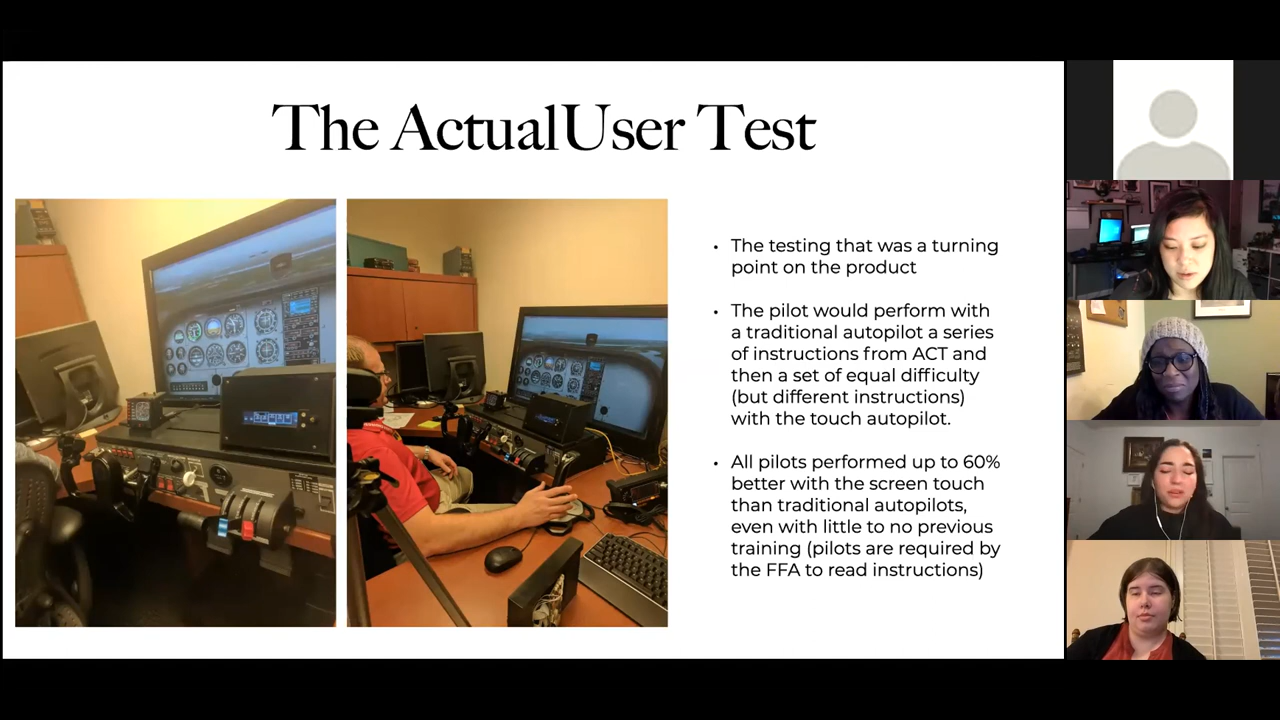 The ActualUser Test
• The testing that was a turning
point on the product
• The pilot would perform with
a traditional autopilot a series
of instructions from ACT and
then a set of equal difficulty
(but different instructions)
with the touch autopilot.
• All pilots performed up to 60%
better with the screen touch
than traditional autopilots,
even with little to no previous
training (pilots are required by
the FFA to read instructions)